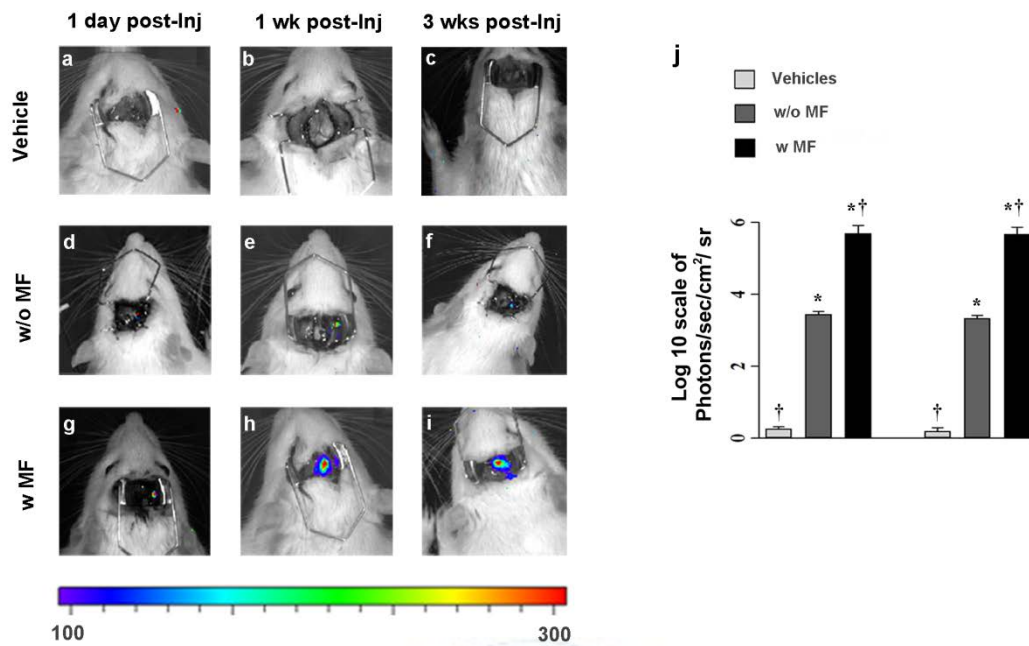 1 day post-Inj 1 wk post-Inj 3 wks post-Inj
Vehicle
a b c
w/o MF
d e f
w MF
g h i
100 300
j
Vehicles
w/o MF
w MF
Log 10 scale of
Photons/sec/cm²/ sr
6
4
2
0
† * *† † * *†